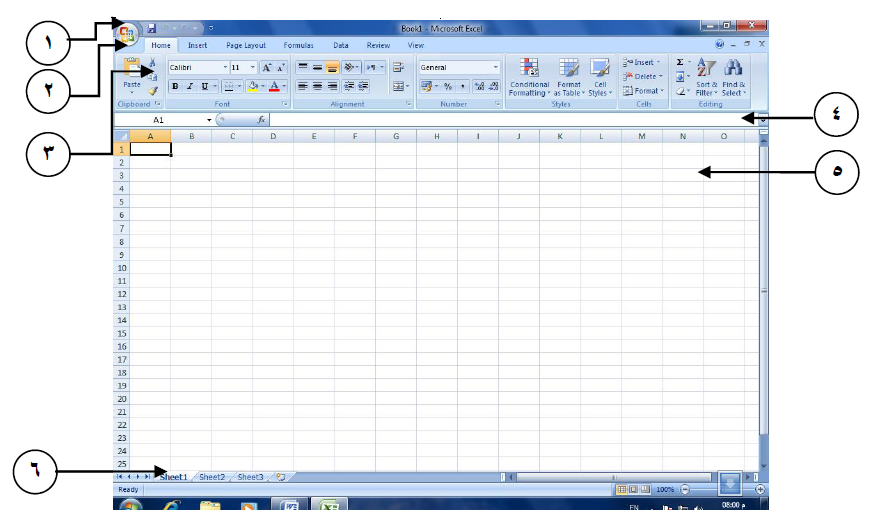 Book1 - Microsoft Excel
١
Home Insert Page Layout Formulas Data Review View
٢
Calibri 11 General Insert Σ
Delete
Paste B I U % , Conditional Format Cell Format Sort & Find &
Formatting as Table Styles Filter Select
Clipboard Font Alignment Number Styles Cells Editing
٣
٤
A1 fx
A B C D E F G H I J K L M N O
1
2
3
٥
4
5
6
7
8
9
10
11
12
13
14
15
16
17
18
19
20
21
22
23
24
25
٦
Sheet1 Sheet2 Sheet3
Ready 100%
EN 08:00 م